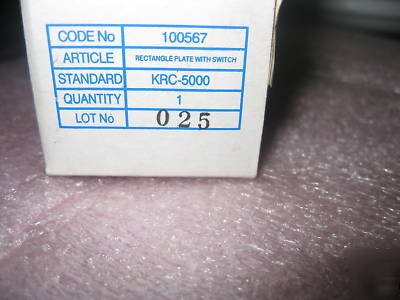 CODE No 100567
ARTICLE RECTANGLE PLATE WITH SWITCH
STANDARD KRC-5000
QUANTITY 1
LOT No 025